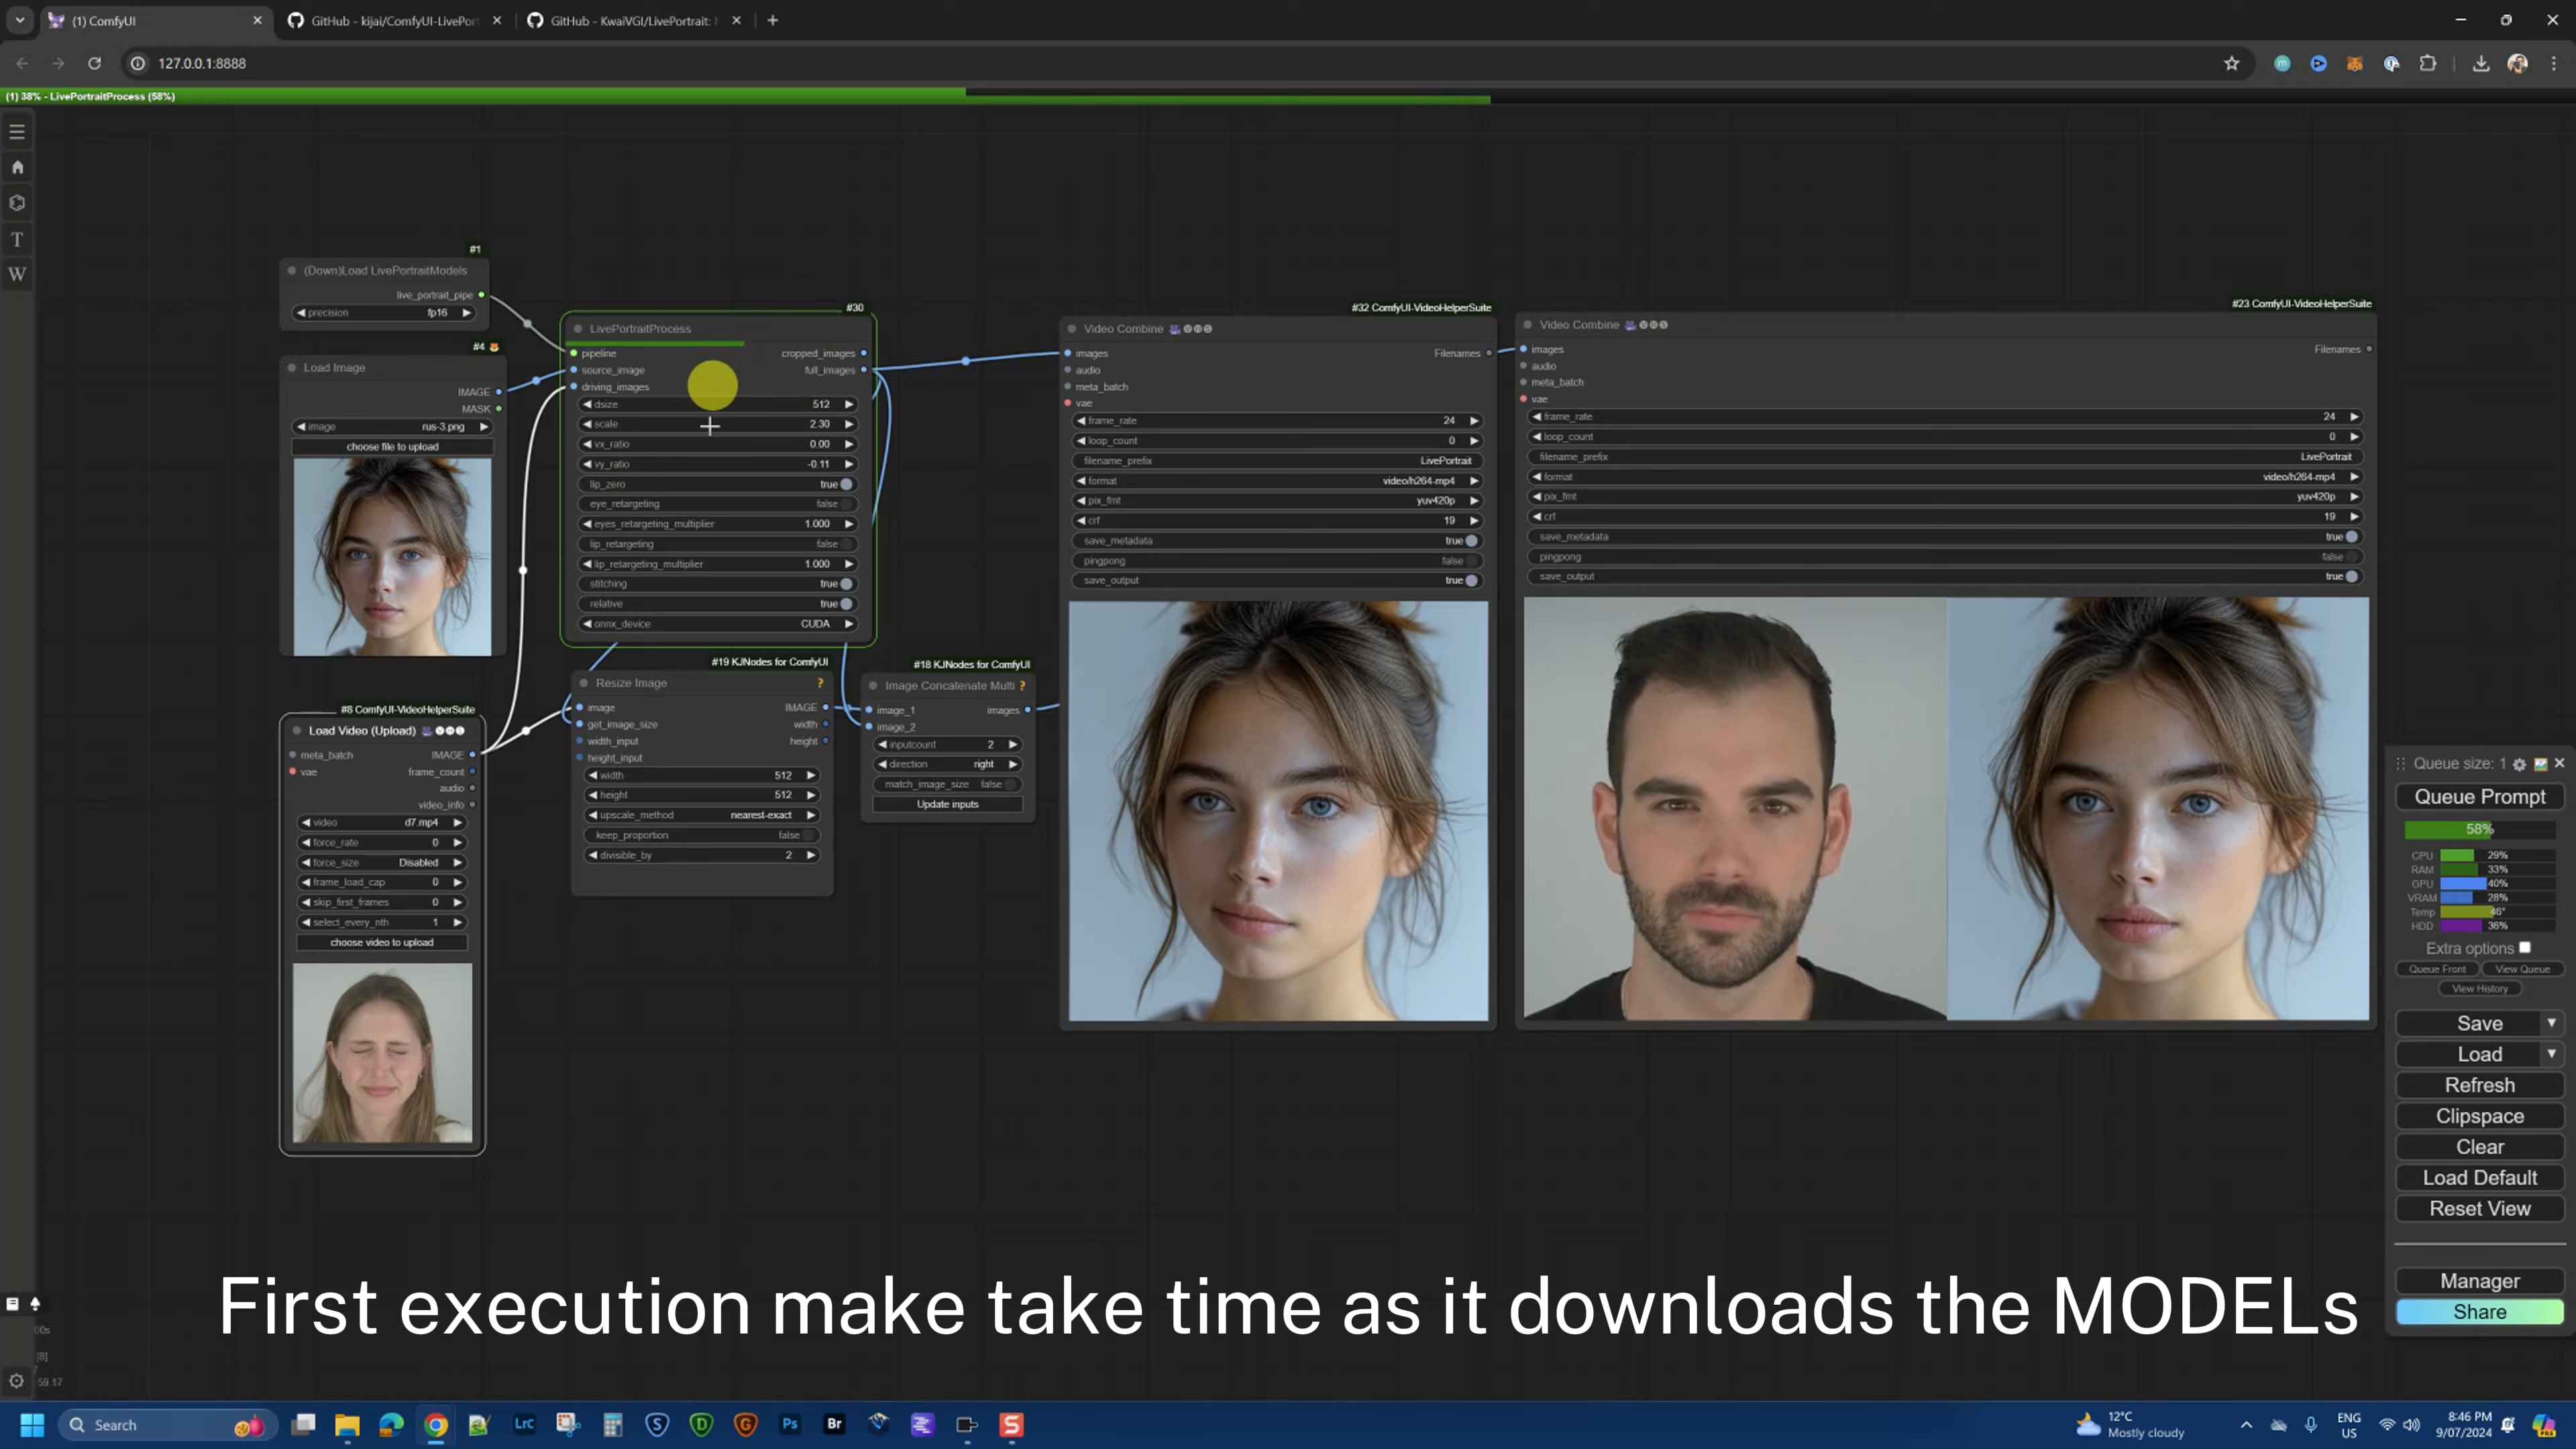 (1) ComfyUI
GitHub - kijai/ComfyUI-LivePort
GitHub - KwaiVGI/LivePortrait:
127.0.0.1:8888
(1) 38% - LivePortraitProcess (58%)
#1
(Down)Load LivePortraitModels
live_portrait_pipe
precision fp16
#4
Load Image
IMAGE
MASK
image rus-3.png
choose file to upload
#8 ComfyUI-VideoHelperSuite
Load Video (Upload) VHS
meta_batch IMAGE
vae frame_count
audio
video_info
video d7.mp4
force_rate 0
force_size Disabled
frame_load_cap 0
skip_first_frames 0
select_every_nth 1
choose video to upload
#30
LivePortraitProcess
pipeline cropped_images
source_image full_images
driving_images
dsize 512
scale 2.30
vx_ratio 0.00
vy_ratio -0.11
lip_zero true
eye_retargeting false
eyes_retargeting_multiplier 1.000
lip_retargeting false
lip_retargeting_multiplier 1.000
stitching true
relative true
onnx_device CUDA
#19 KJNodes for ComfyUI
Resize Image ?
image IMAGE
get_image_size width
width_input height
height_input
width 512
height 512
upscale_method nearest-exact
keep_proportion false
divisible_by 2
#18 KJNodes for ComfyUI
Image Concatenate Multi ?
image_1 images
image_2
inputcount 2
direction right
match_image_size false
Update inputs
#32 ComfyUI-VideoHelperSuite
Video Combine VHS
images Filenames
audio
meta_batch
vae
frame_rate 24
loop_count 0
filename_prefix LivePortrait
format video/h264-mp4
pix_fmt yuv420p
crf 19
save_metadata true
pingpong false
save_output true
#23 ComfyUI-VideoHelperSuite
Video Combine VHS
images Filenames
audio
meta_batch
vae
frame_rate 24
loop_count 0
filename_prefix LivePortrait
format video/h264-mp4
pix_fmt yuv420p
crf 19
save_metadata true
pingpong false
save_output true
Queue size: 1
Queue Prompt
58%
CPU 29%
RAM 33%
GPU 40%
VRAM 28%
Temp 46°
HDD 36%
Extra options
Queue Front View Queue
View History
Save
Load
Refresh
Clipspace
Clear
Load Default
Reset View
Manager
Share
First execution make take time as it downloads the MODELs
[8]
59.17
Search
LrC
Ps
Br
12°C
Mostly cloudy
ENG
US
8:46 PM
9/07/2024